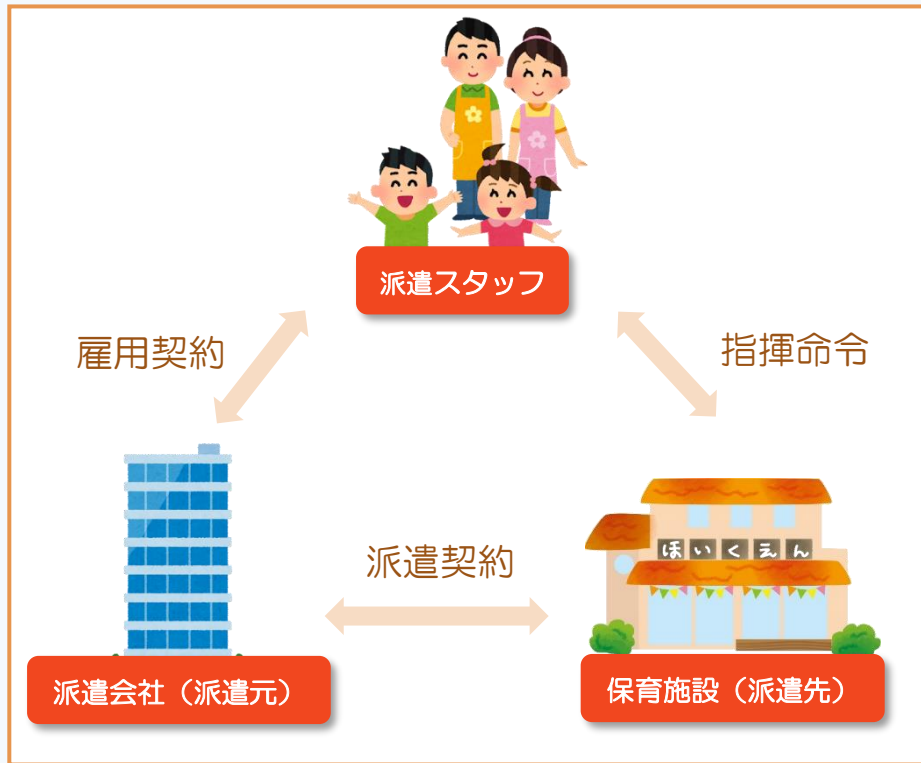 派遣スタッフ
雇用契約
指揮命令
ほいくえん
派遣契約
派遣会社（派遣元）
保育施設（派遣先）